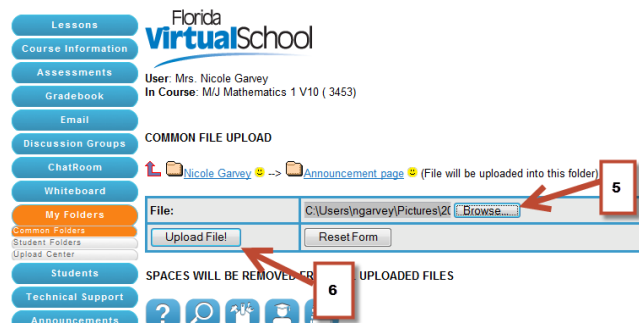 Lessons
Course Information
Assessments
Gradebook
Email
Discussion Groups
ChatRoom
Whiteboard
My Folders
Common Folders
Student Folders
Upload Center
Students
Technical Support
Announcements
Florida
VirtualSchool
User: Mrs. Nicole Garvey
In Course: M/J Mathematics 1 V10 ( 3453)
COMMON FILE UPLOAD
Nicole Garvey --> Announcement page (File will be uploaded into this folder)
5
File: C:\Users\ngarvey\Pictures\20 Browse...
Upload File! Reset Form
SPACES WILL BE REMOVED UPLOADED FILES
6
?